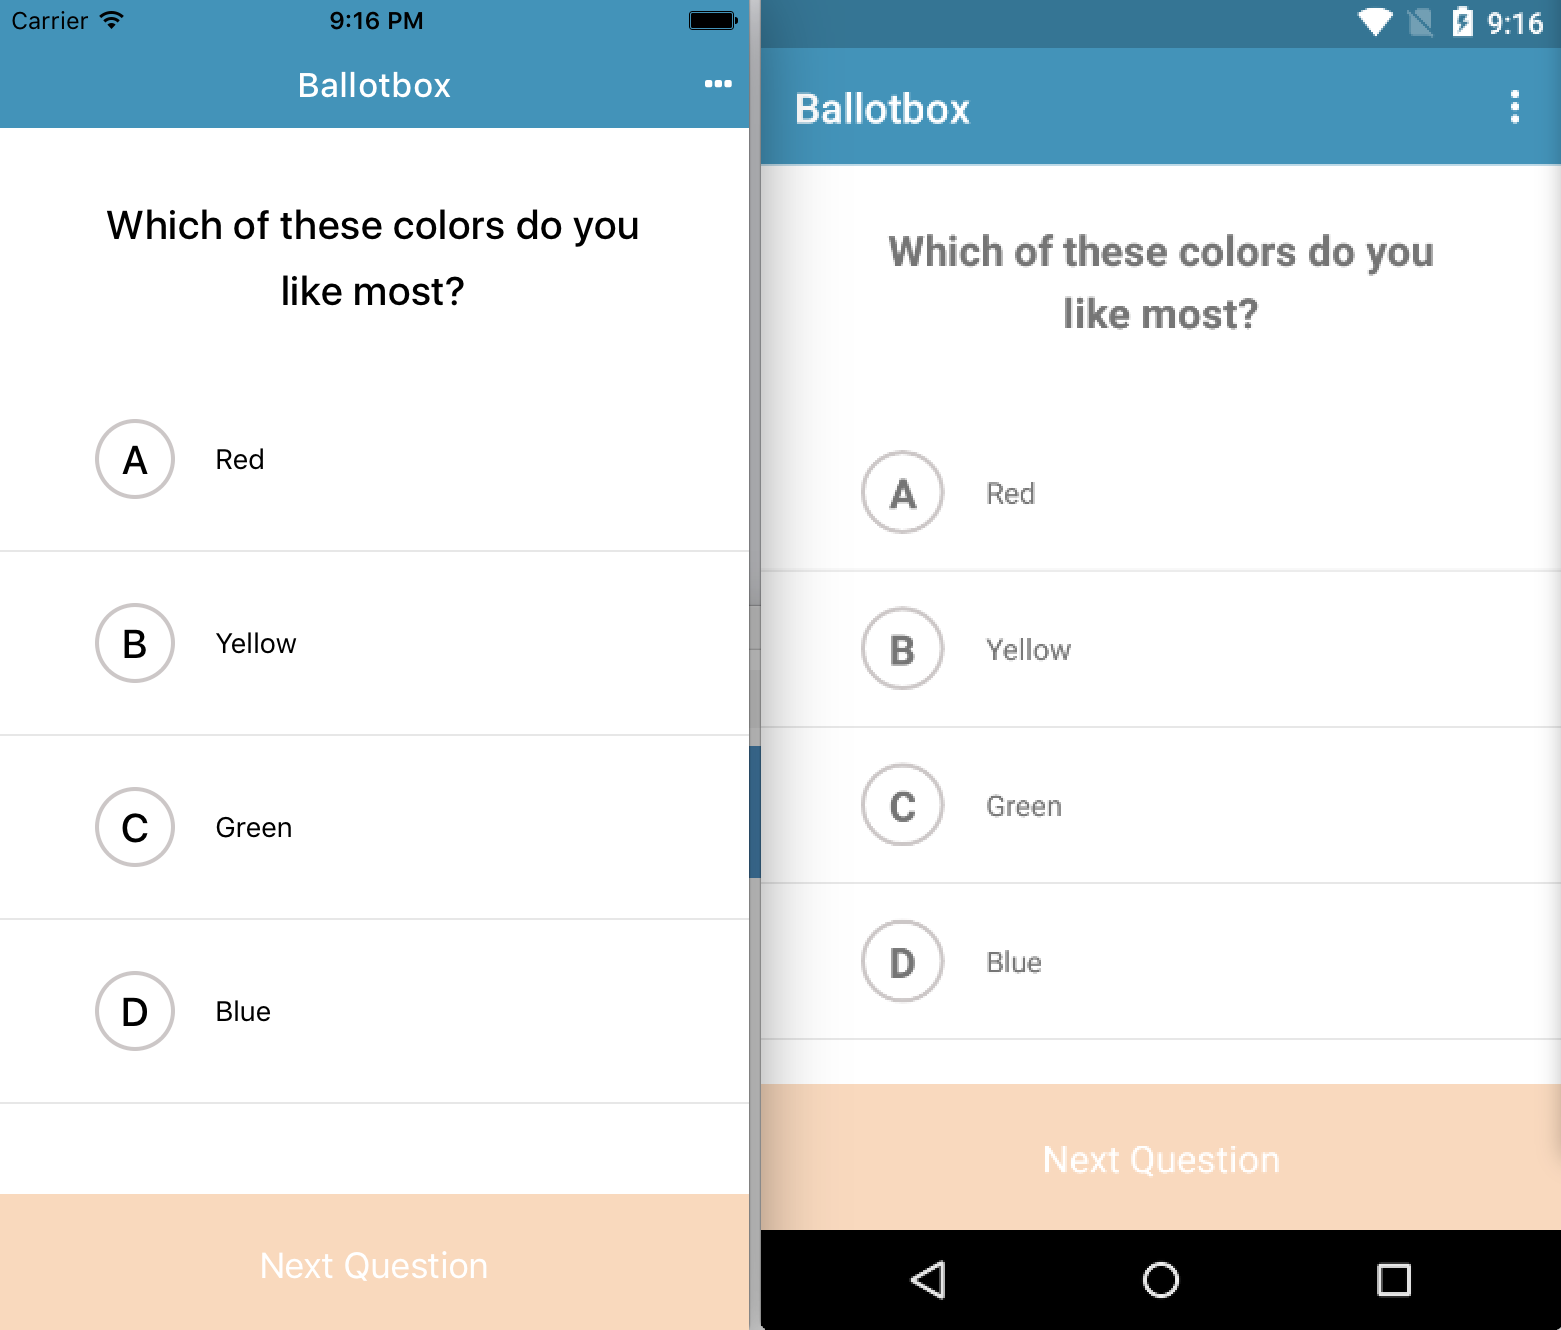 Carrier 9:16 PM
Ballotbox
Which of these colors do you
like most?
A Red
B Yellow
C Green
D Blue
Next Question
9:16
Ballotbox
Which of these colors do you
like most?
A Red
B Yellow
C Green
D Blue
Next Question